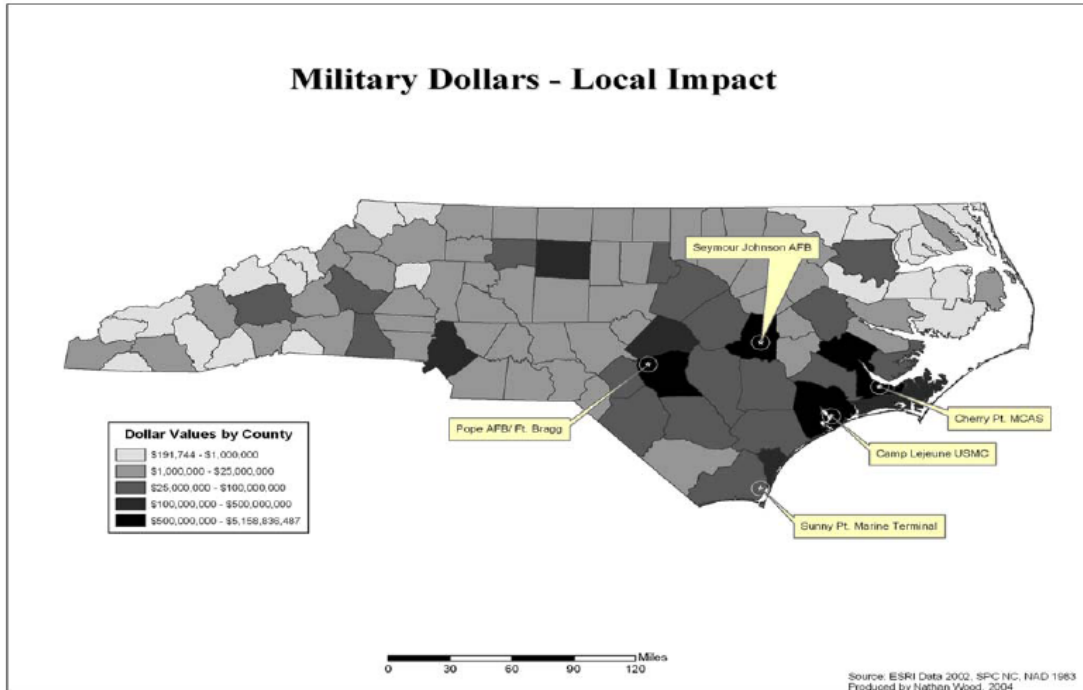 Military Dollars - Local Impact
Seymour Johnson AFB
Pope AFB/ Ft. Bragg
Cherry Pt. MCAS
Camp Lejeune USMC
Sunny Pt. Marine Terminal
Dollar Values by County
$191,744 - $1,000,000
$1,000,000 - $25,000,000
$25,000,000 - $100,000,000
$100,000,000 - $500,000,000
$500,000,000 - $5,158,836,487
Miles
0 30 60 90 120
Source: ESRI Data 2002, SPC NC, NAD 1983
Produced by Nathan Wood, 2004